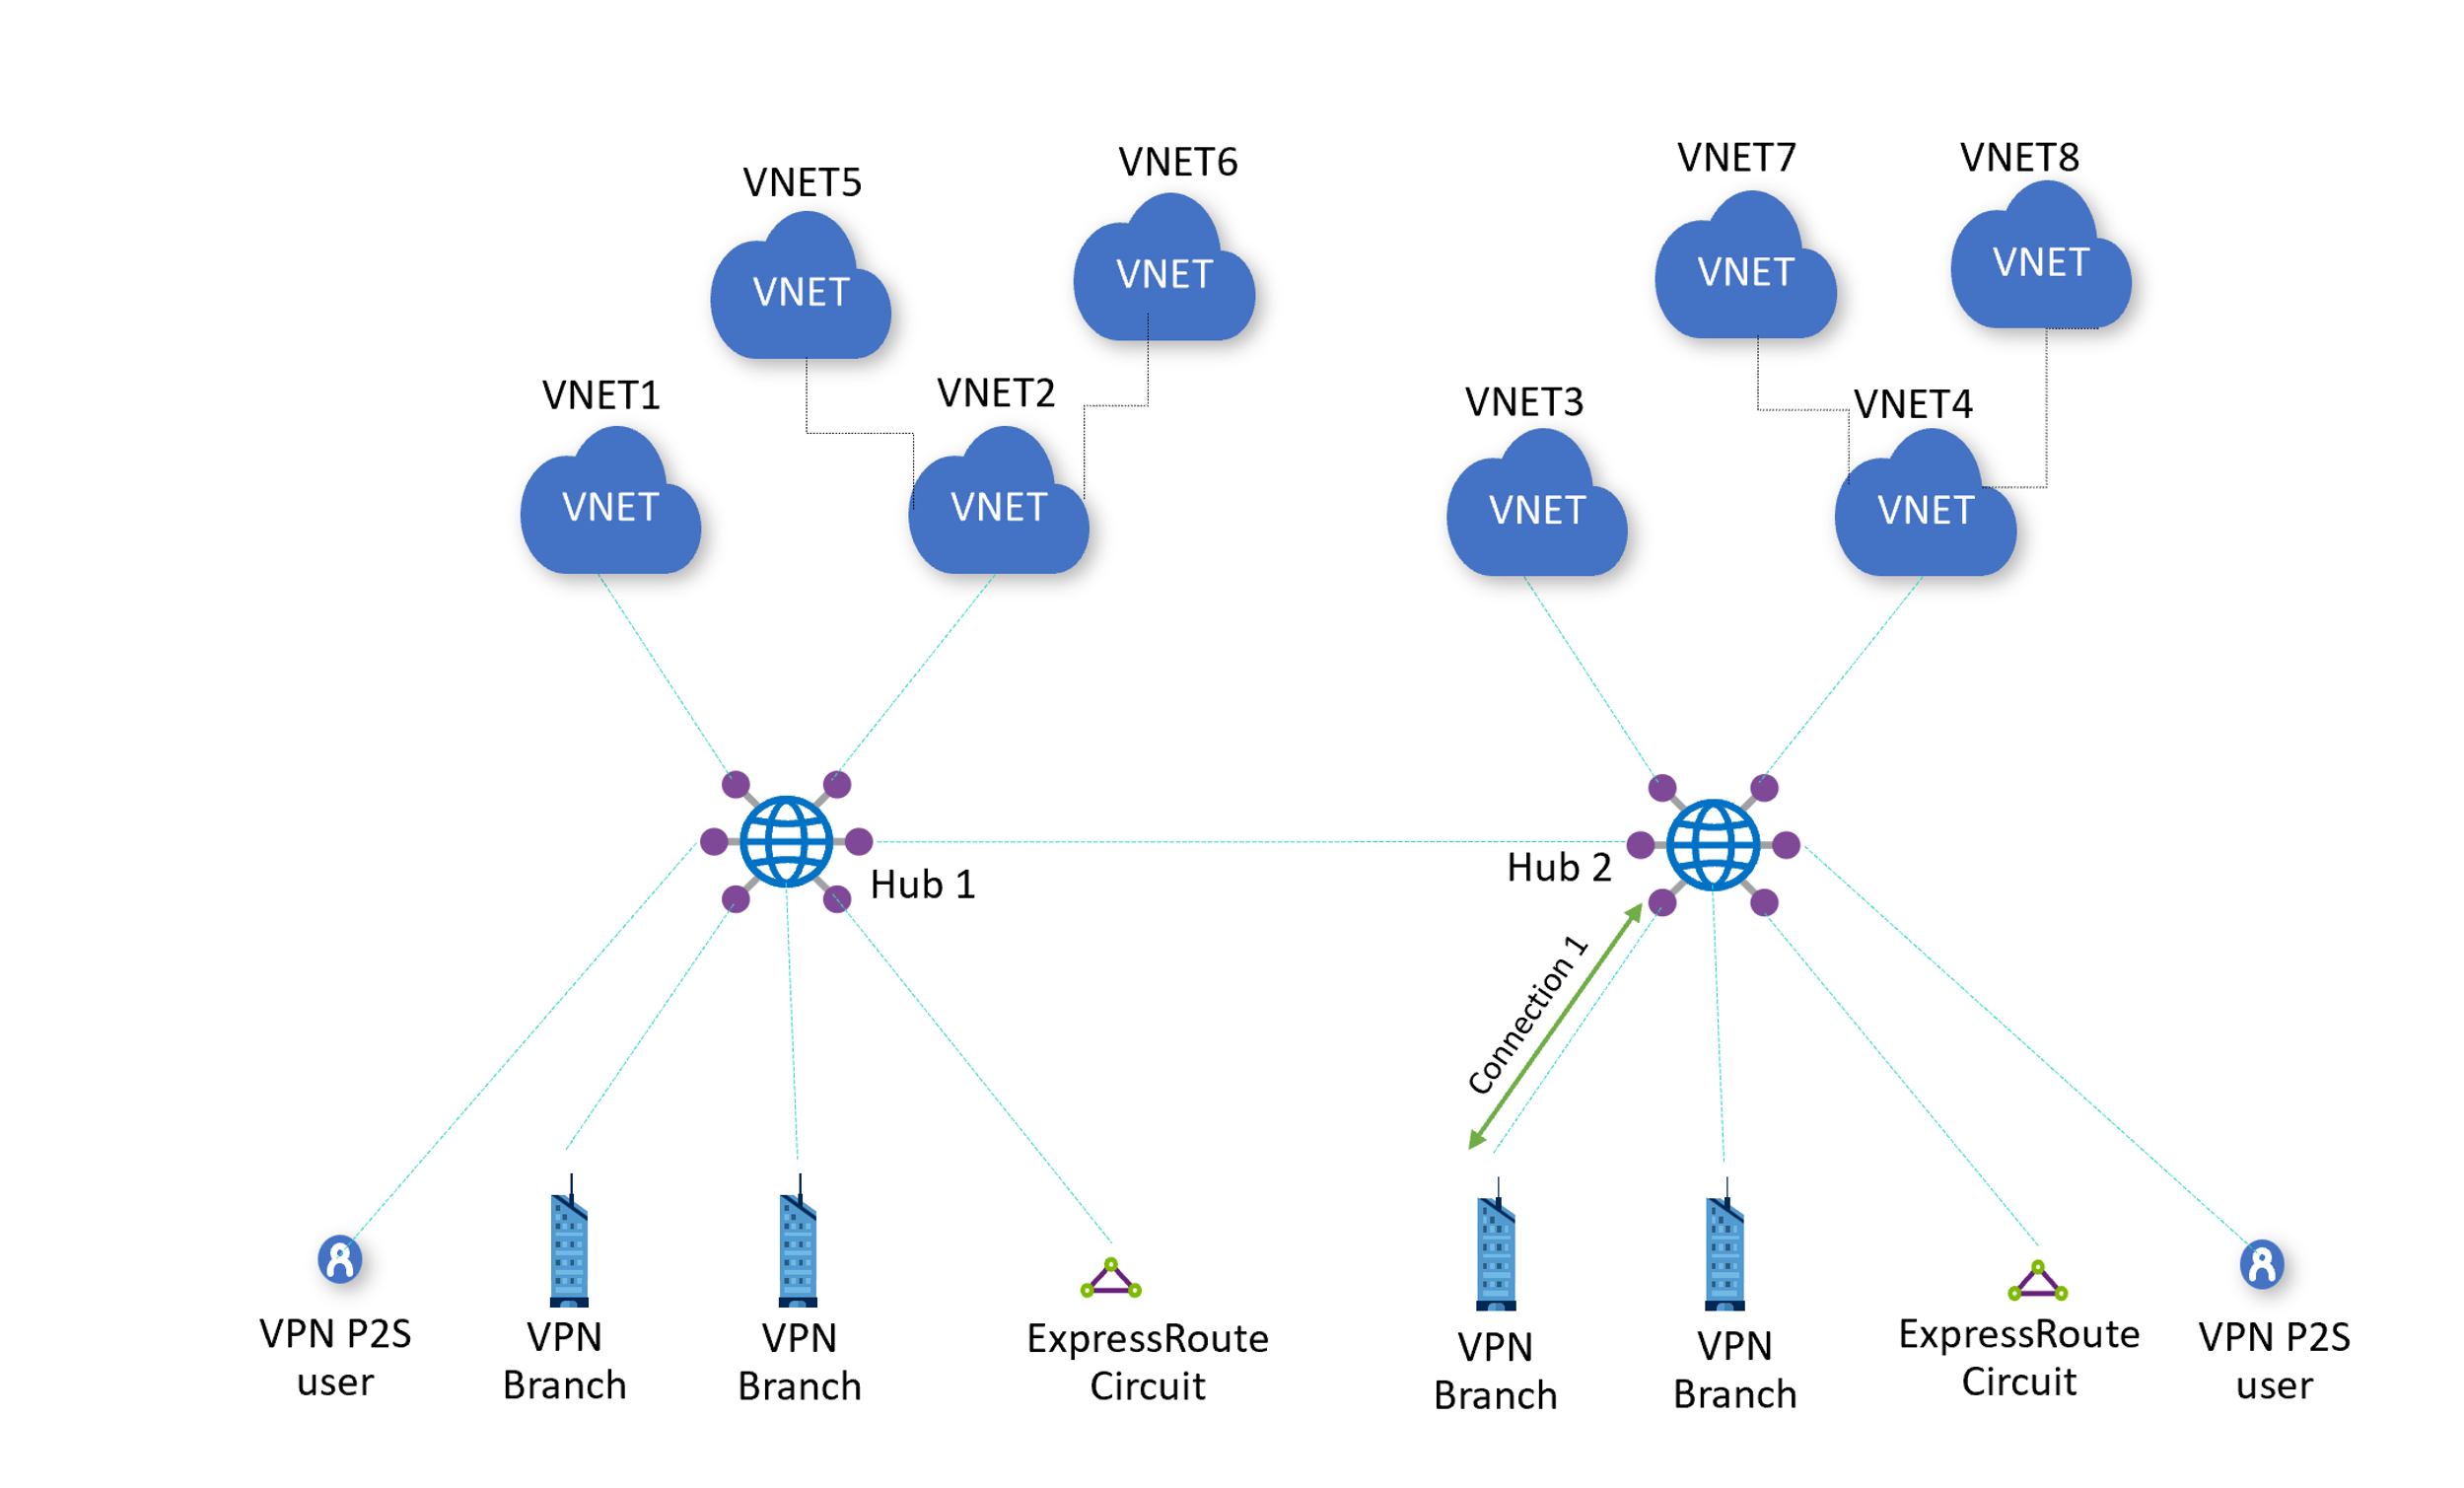 VNET5
VNET6
VNET7
VNET8
VNET
VNET
VNET
VNET
VNET1
VNET2
VNET3
VNET4
VNET
VNET
VNET
VNET
Hub 1
Hub 2
Connection 1
VPN P2S
user
VPN
Branch
VPN
Branch
ExpressRoute
Circuit
VPN
Branch
VPN
Branch
ExpressRoute
Circuit
VPN P2S
user